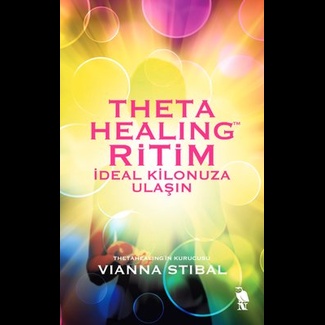 THETA
HEALING™
RİTİM
İDEAL KİLONUZA
ULAŞIN
THETAHEALING'İN KURUCUSU
VIANNA STIBAL